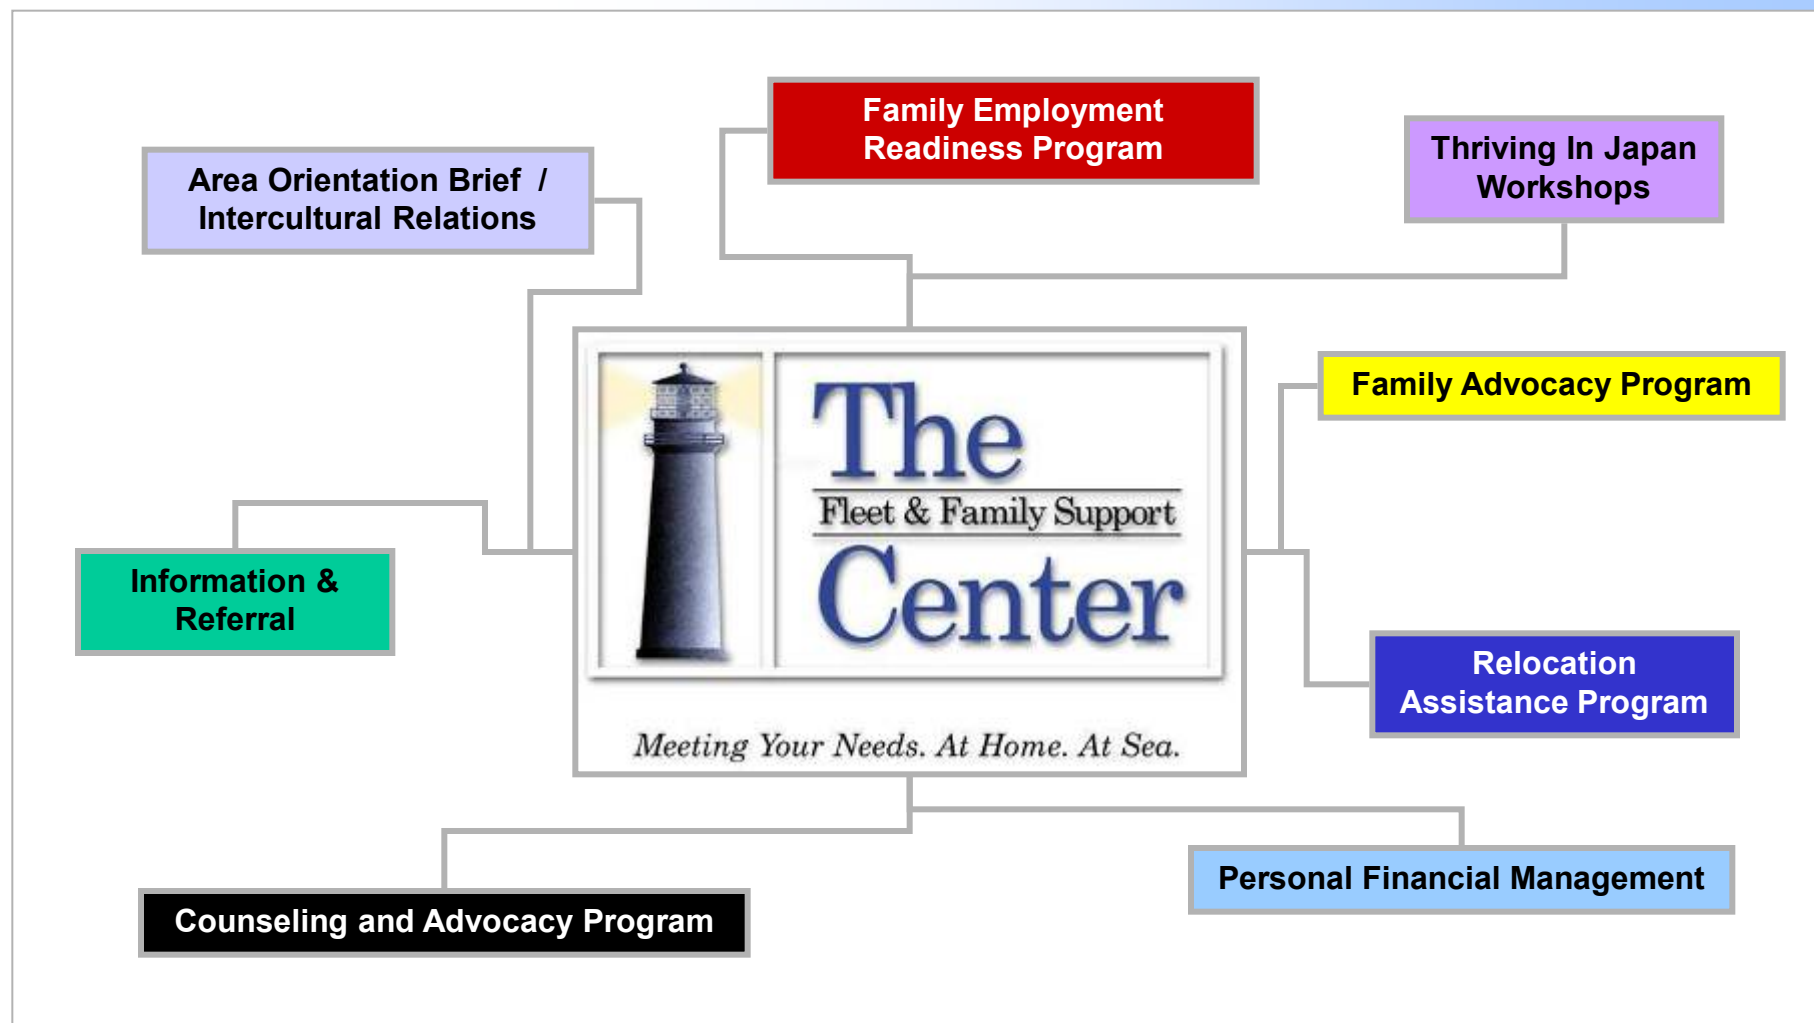 Family Employment
Readiness Program
Thriving In Japan
Workshops
Area Orientation Brief /
Intercultural Relations
The
Fleet & Family Support
Center
Meeting Your Needs. At Home. At Sea.
Family Advocacy Program
Information &
Referral
Relocation
Assistance Program
Personal Financial Management
Counseling and Advocacy Program